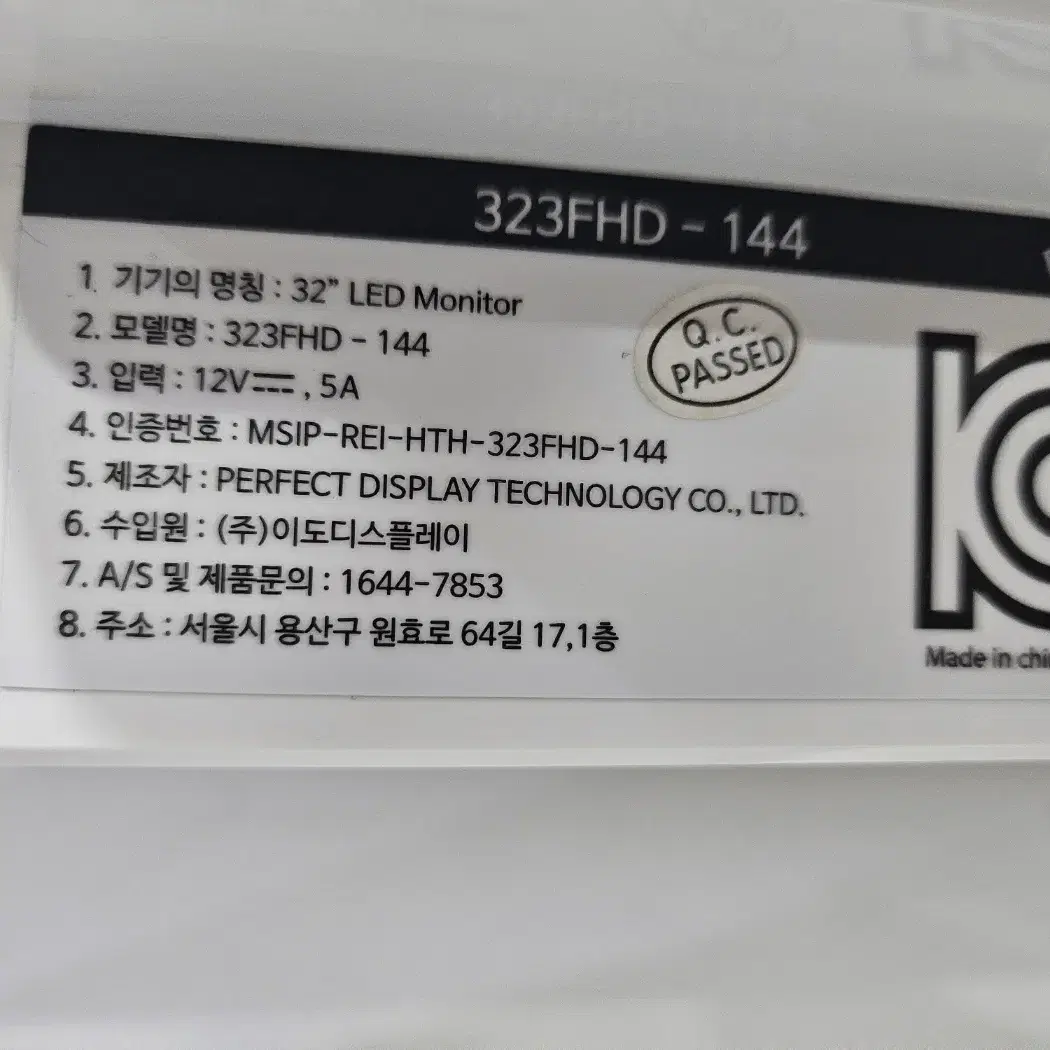 323FHD - 144
1. 기기의 명칭 : 32" LED Monitor
2. 모델명 : 323FHD - 144
3. 입력 : 12V⎓, 5A
4. 인증번호 : MSIP-REI-HTH-323FHD-144
5. 제조자 : PERFECT DISPLAY TECHNOLOGY CO., LTD.
6. 수입원 : (주)이도디스플레이
7. A/S 및 제품문의 : 1644-7853
8. 주소 : 서울시 용산구 원효로 64길 17,1층
Q.C.
PASSED
Made in